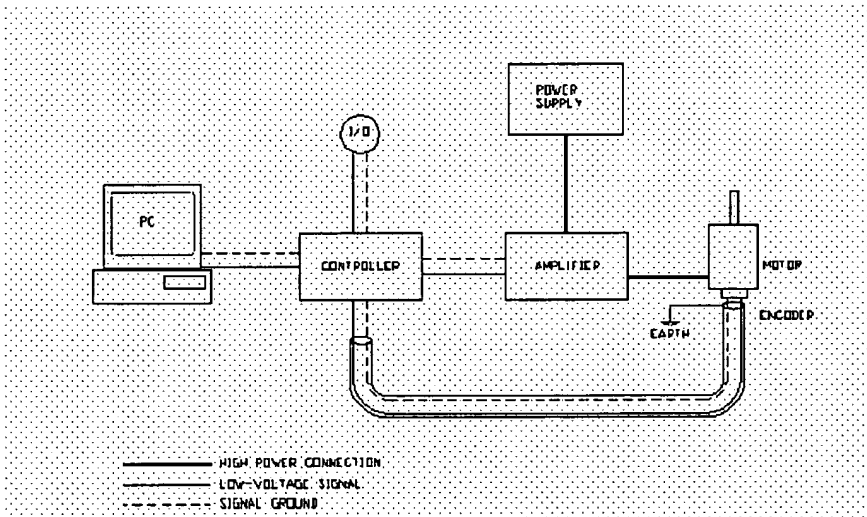 POWER
SUPPLY
I/O
PC
CONTROLLER
AMPLIFIER
MOTOR
EARTH
ENCODER
HIGH POWER CONNECTION
LOW-VOLTAGE SIGNAL
SIGNAL GROUND